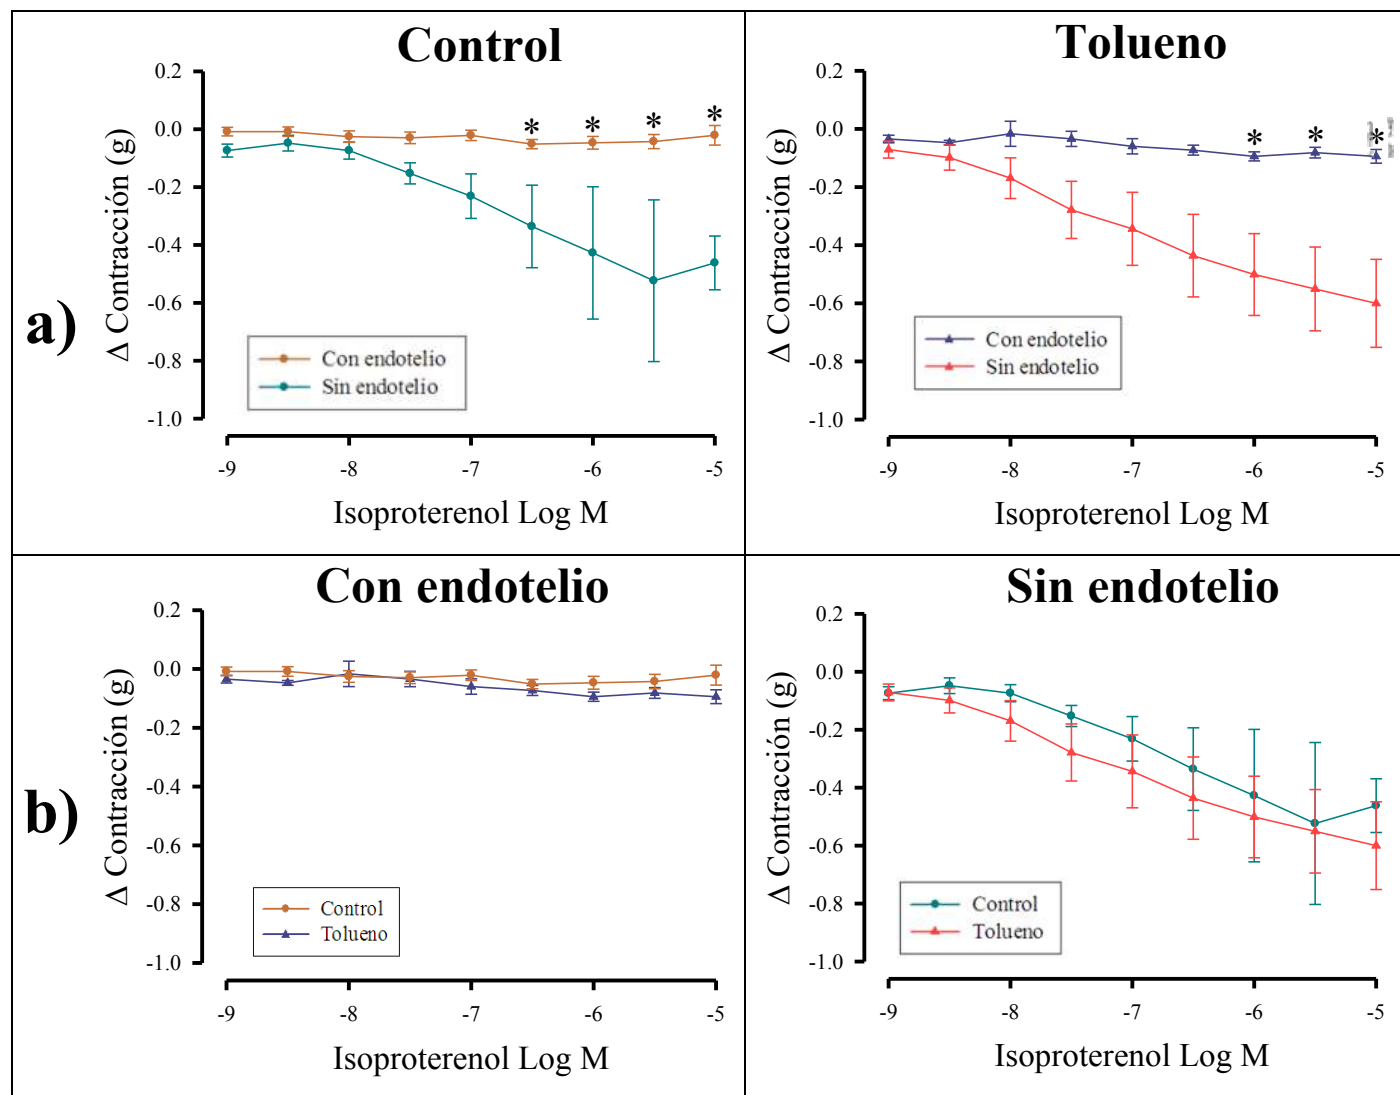 a)
Control
0.2
0.0
-0.2
-0.4
-0.6
-0.8
-1.0
Δ Contracción (g)
* * * *
Con endotelio
Sin endotelio
-9 -8 -7 -6 -5
Isoproterenol Log M
Tolueno
0.2
0.0
-0.2
-0.4
-0.6
-0.8
-1.0
Δ Contracción (g)
* * *
Con endotelio
Sin endotelio
-9 -8 -7 -6 -5
Isoproterenol Log M
b)
Con endotelio
0.2
0.0
-0.2
-0.4
-0.6
-0.8
-1.0
Δ Contracción (g)
Control
Tolueno
-9 -8 -7 -6 -5
Isoproterenol Log M
Sin endotelio
0.2
0.0
-0.2
-0.4
-0.6
-0.8
-1.0
Δ Contracción (g)
Control
Tolueno
-9 -8 -7 -6 -5
Isoproterenol Log M